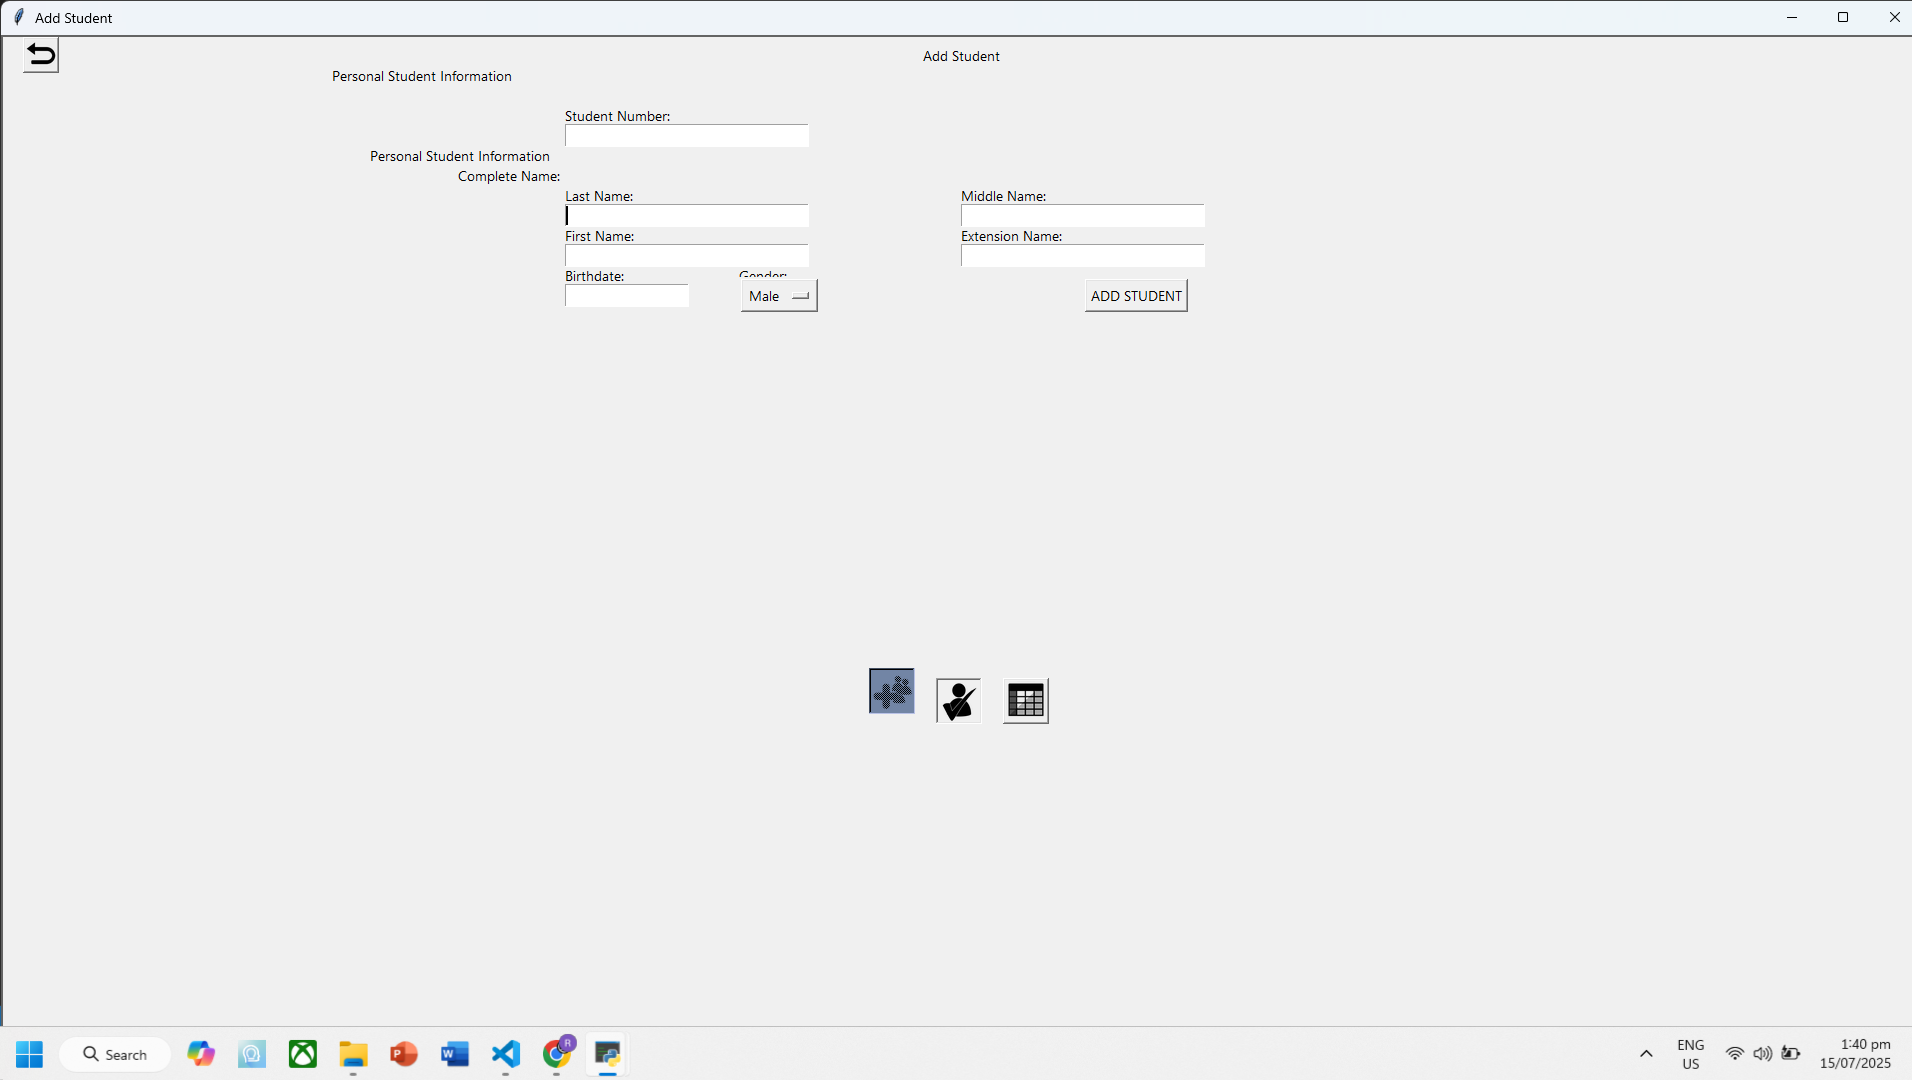 Add Student
Add Student
Personal Student Information
Student Number:
Personal Student Information
Complete Name:
Last Name:
Middle Name:
First Name:
Extension Name:
Birthdate:
Gender:
Male
ADD STUDENT
Search
R
P
W
ENG
US
1:40 pm
15/07/2025